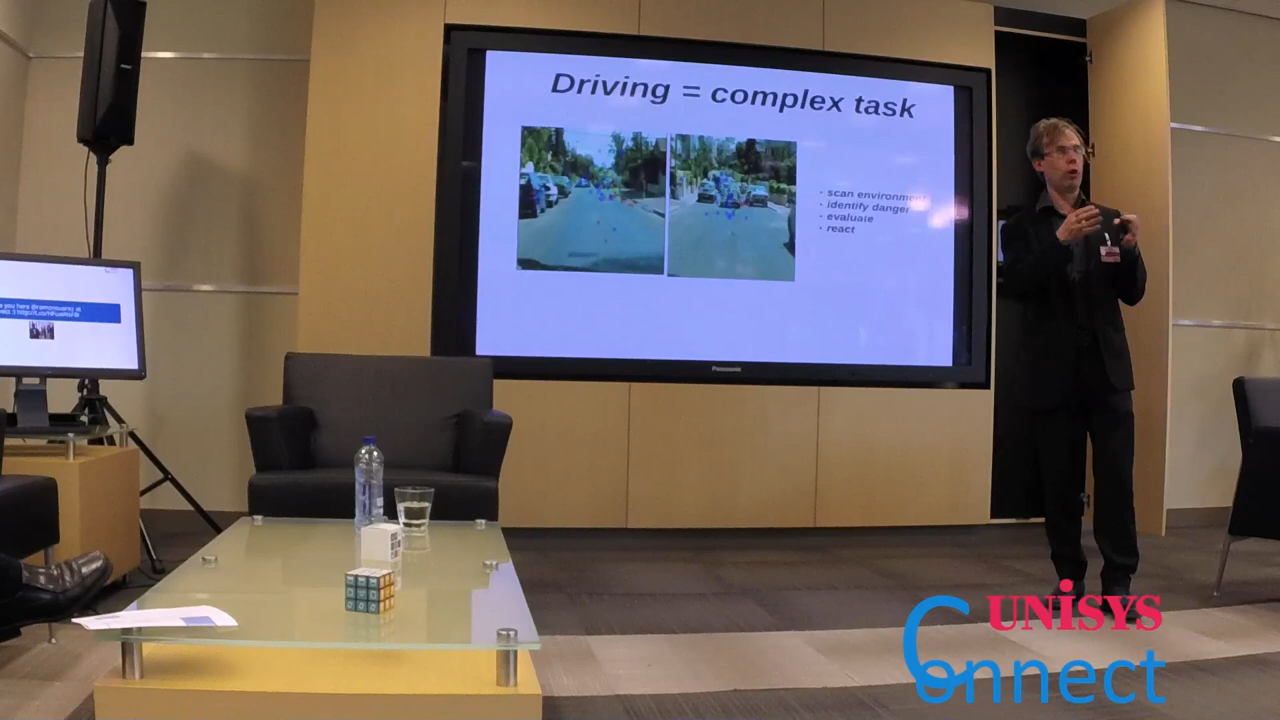 Driving = complex task
· scan environment
· identify danger
· evaluate
· react
Panasonic
UNiSYS
Connect